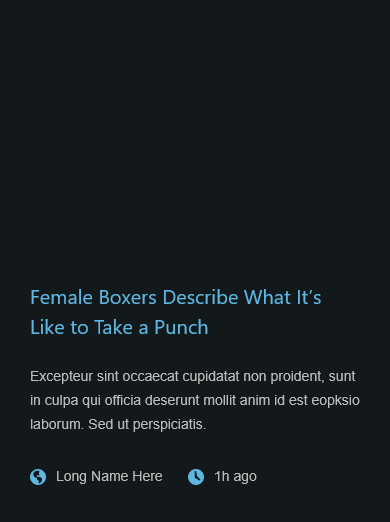 Female Boxers Describe What It’s
Like to Take a Punch
Excepteur sint occaecat cupidatat non proident, sunt
in culpa qui officia deserunt mollit anim id est eopksio
laborum. Sed ut perspiciatis.
Long Name Here 1h ago